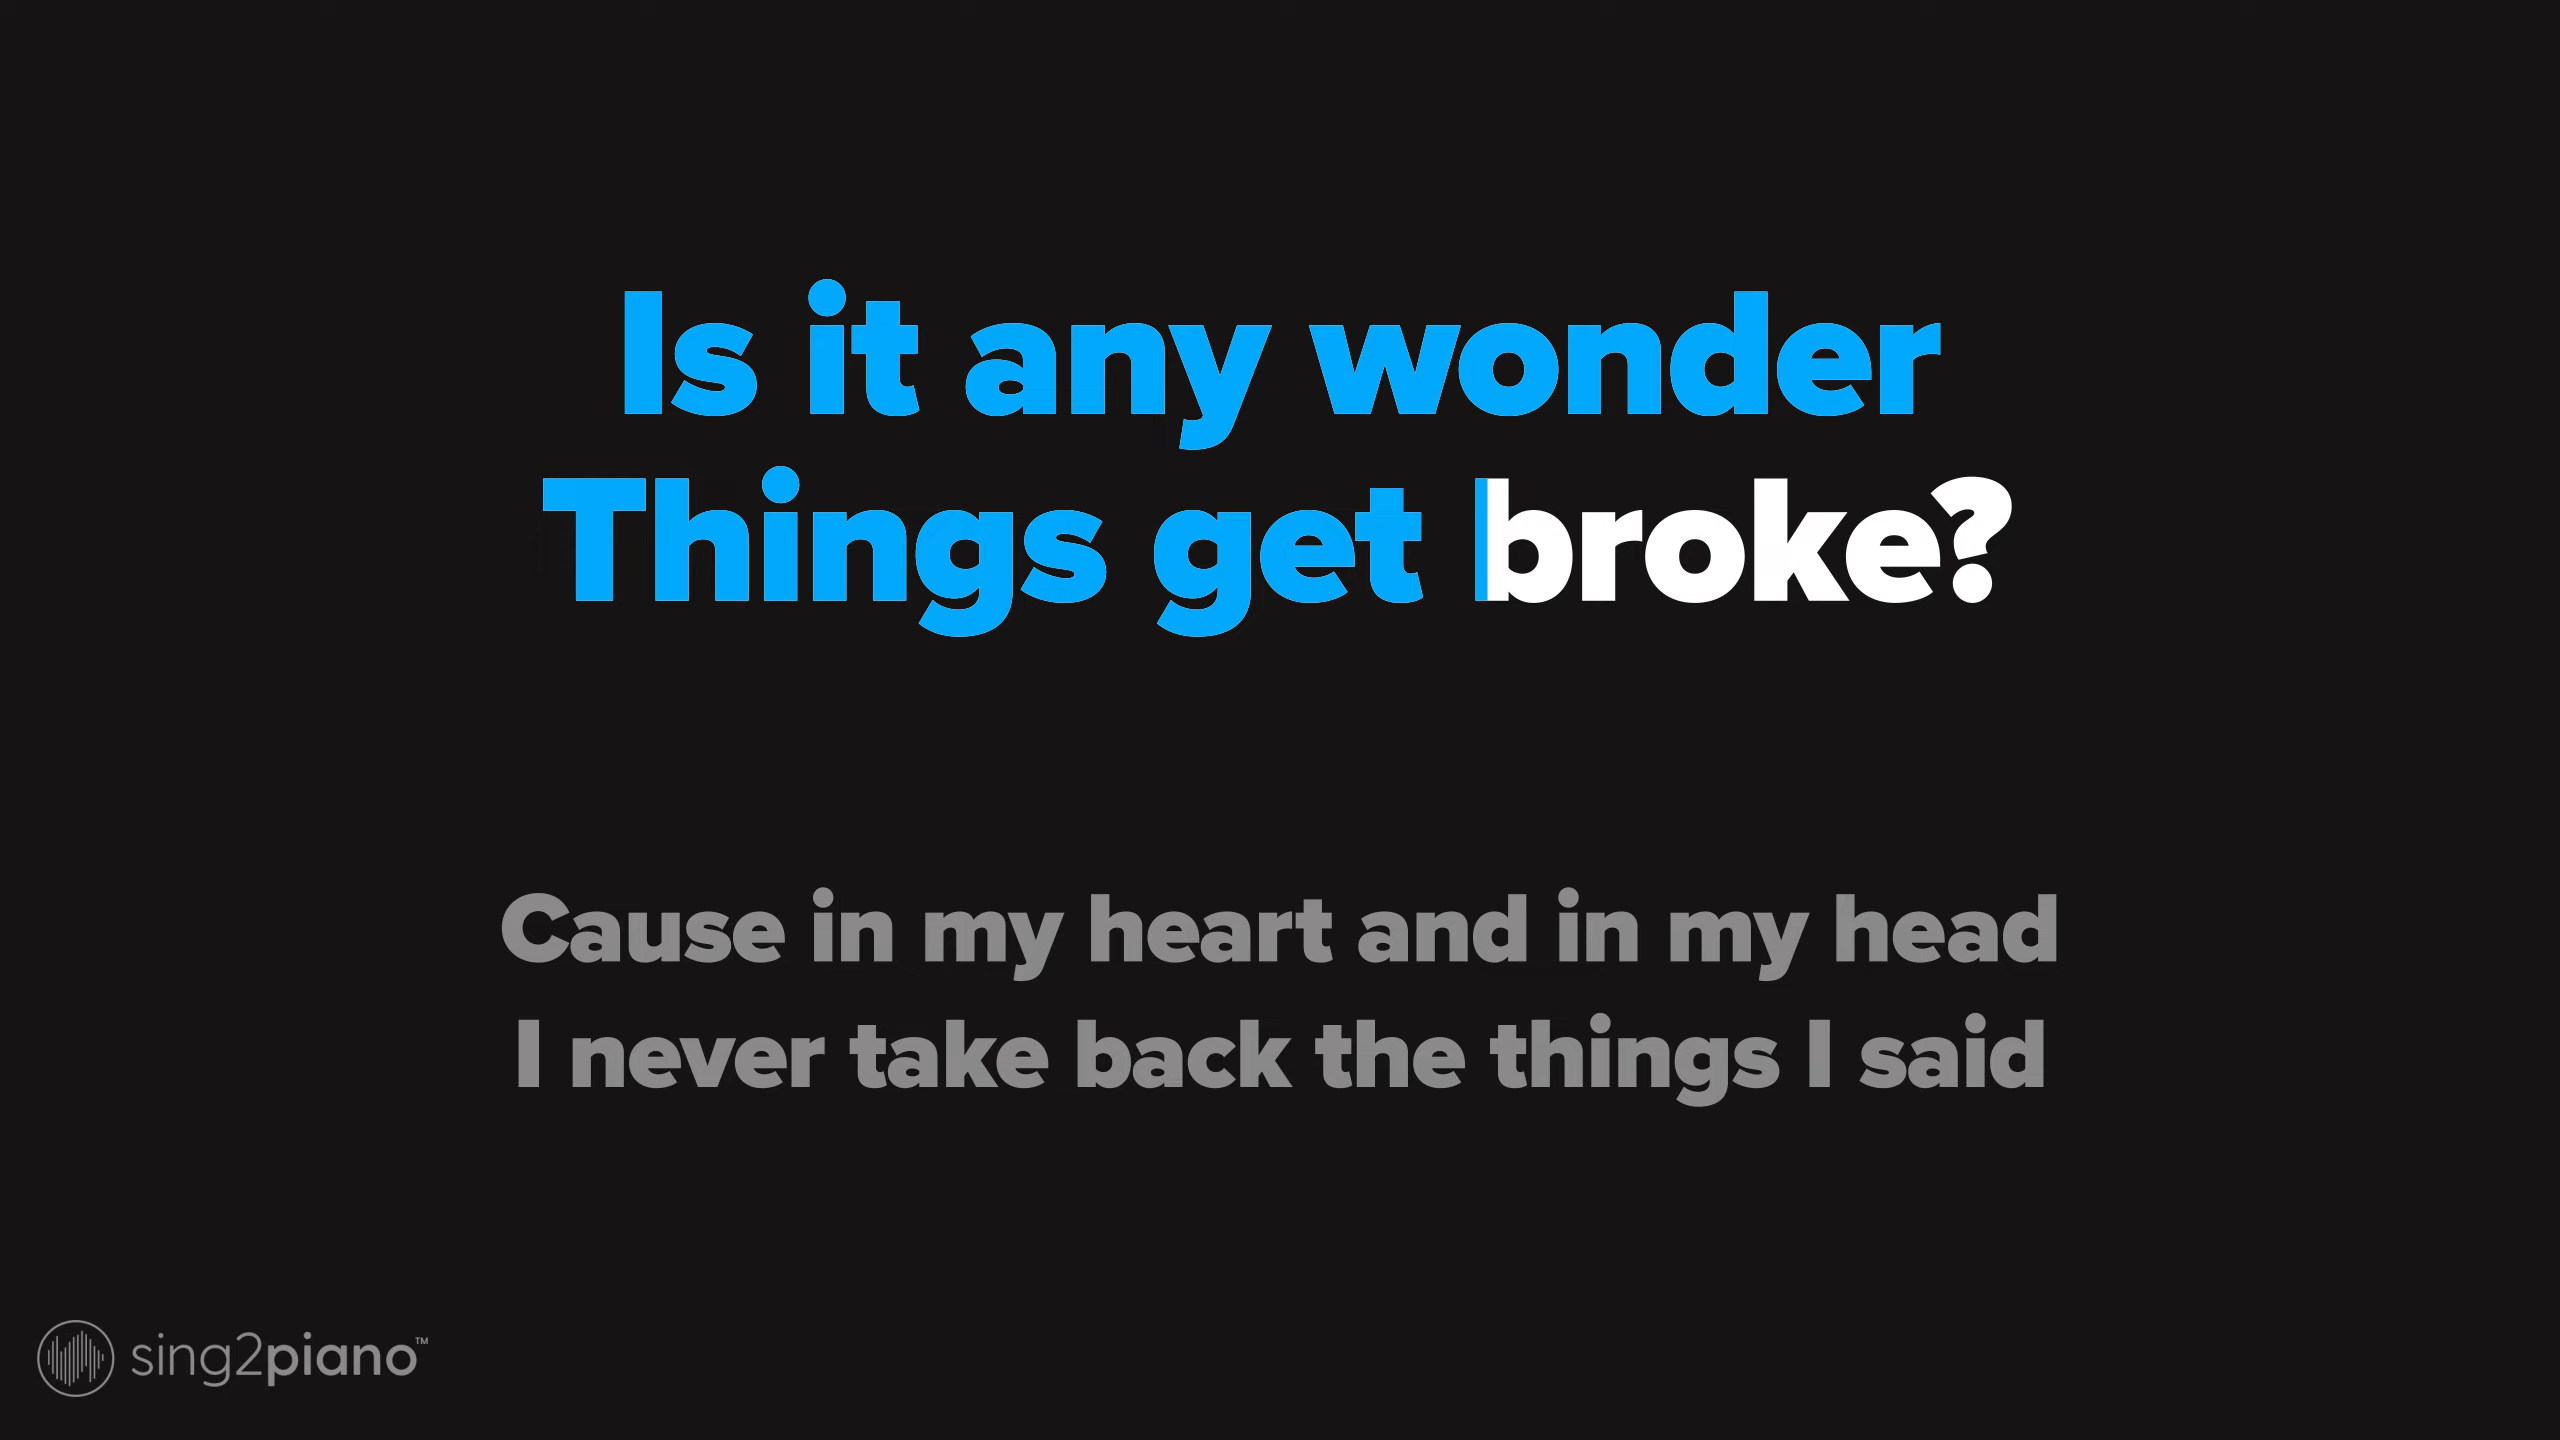 Is it any wonder
Things get broke?
Cause in my heart and in my head
I never take back the things I said
sing2piano™